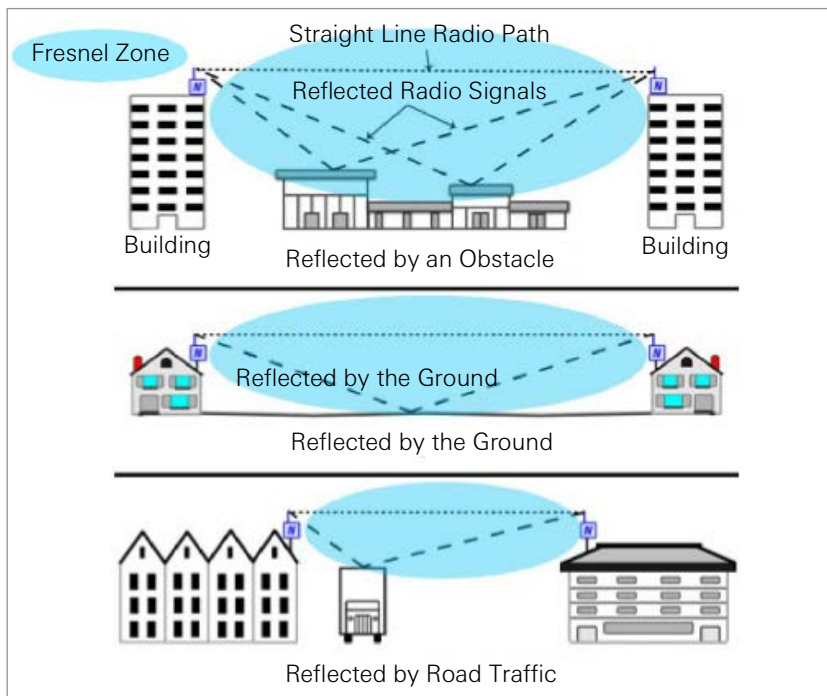 Straight Line Radio Path
Fresnel Zone
N
N
Reflected Radio Signals
Building
Building
Reflected by an Obstacle
N
N
Reflected by the Ground
Reflected by the Ground
N
N
Reflected by Road Traffic